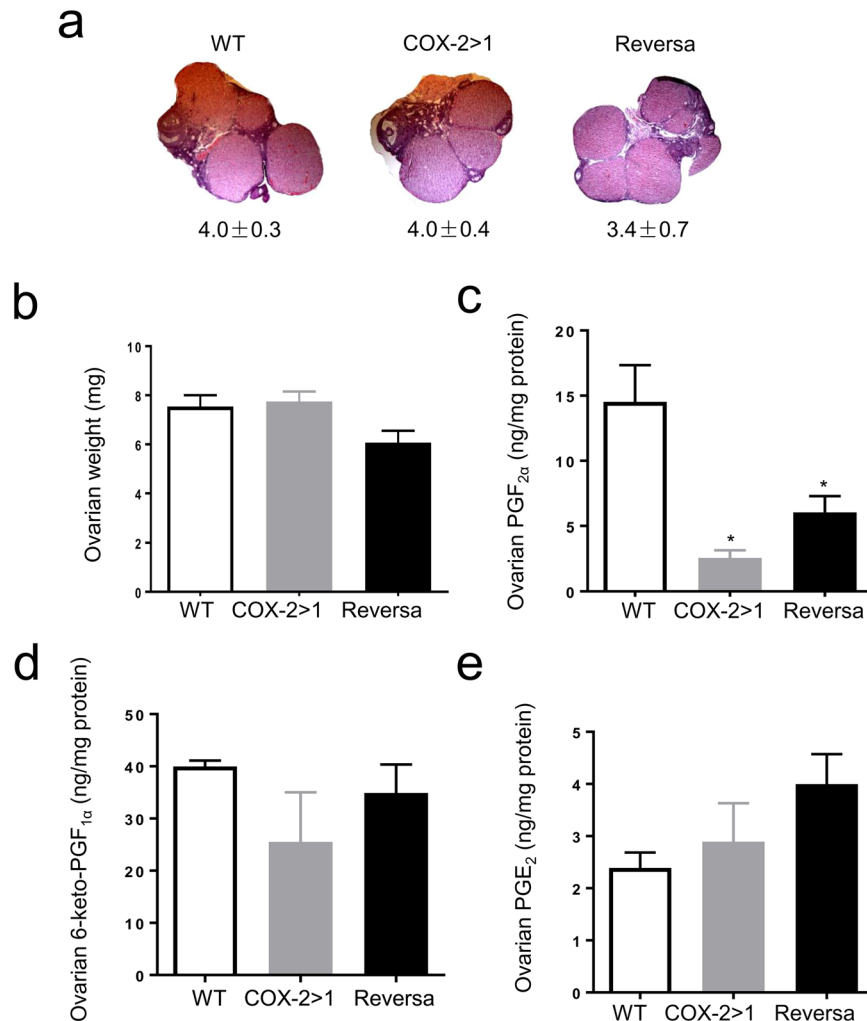 a
WT COX-2>1 Reversa
4.0±0.3 4.0±0.4 3.4±0.7
b
Ovarian weight (mg)
10
8
6
4
2
0
WT COX-2>1 Reversa
c
Ovarian PGF2α (ng/mg protein)
20
15
10
5
0
*
*
WT COX-2>1 Reversa
d
Ovarian 6-keto-PGF1α (ng/mg protein)
50
40
30
20
10
0
WT COX-2>1 Reversa
e
Ovarian PGE2 (ng/mg protein)
5
4
3
2
1
0
WT COX-2>1 Reversa